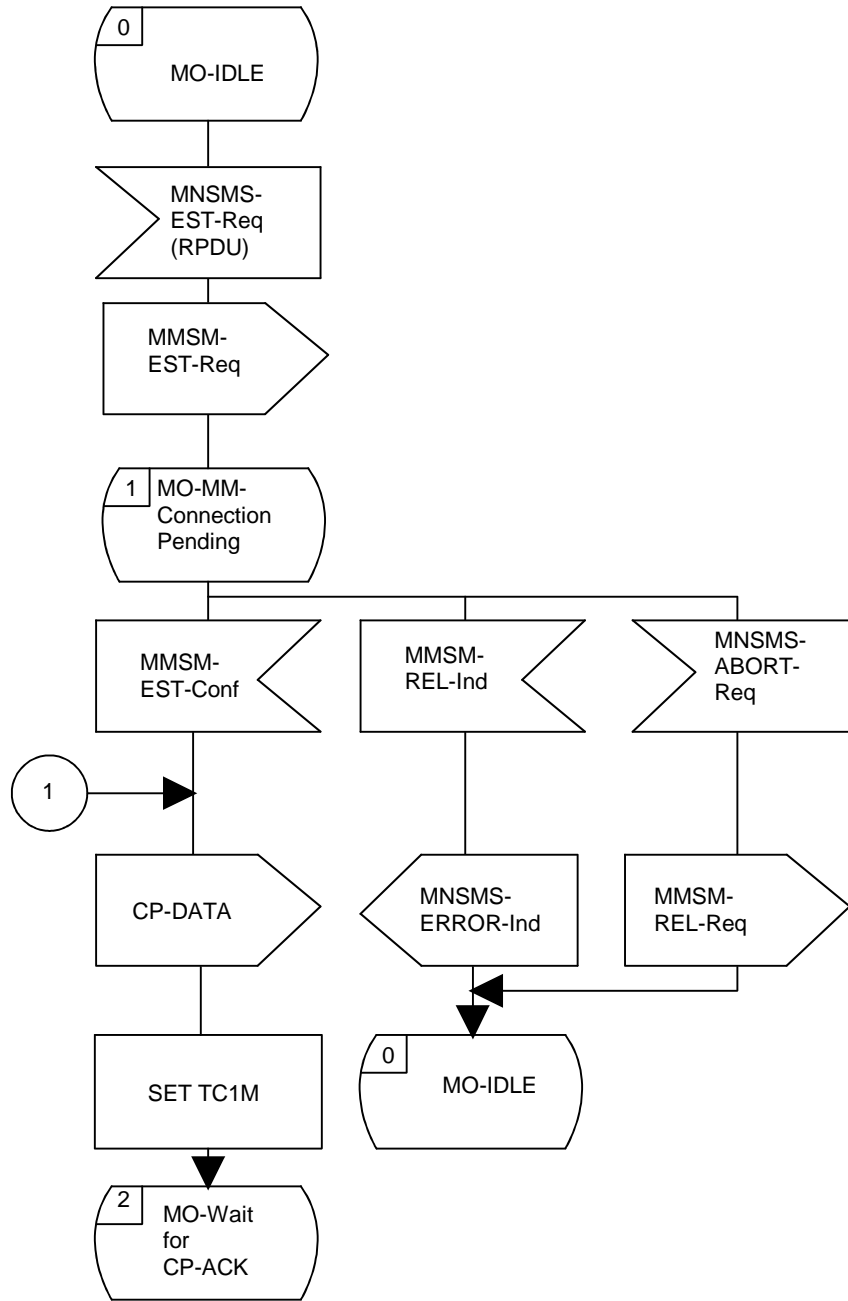 0
MO-IDLE
MNSMS-
EST-Req
(RPDU)
MMSM-
EST-Req
1
MO-MM-
Connection
Pending
MMSM-
EST-Conf
MMSM-
REL-Ind
MNSMS-
ABORT-
Req
1
CP-DATA
MNSMS-
ERROR-Ind
MMSM-
REL-Req
SET TC1M
0
MO-IDLE
2
MO-Wait
for
CP-ACK